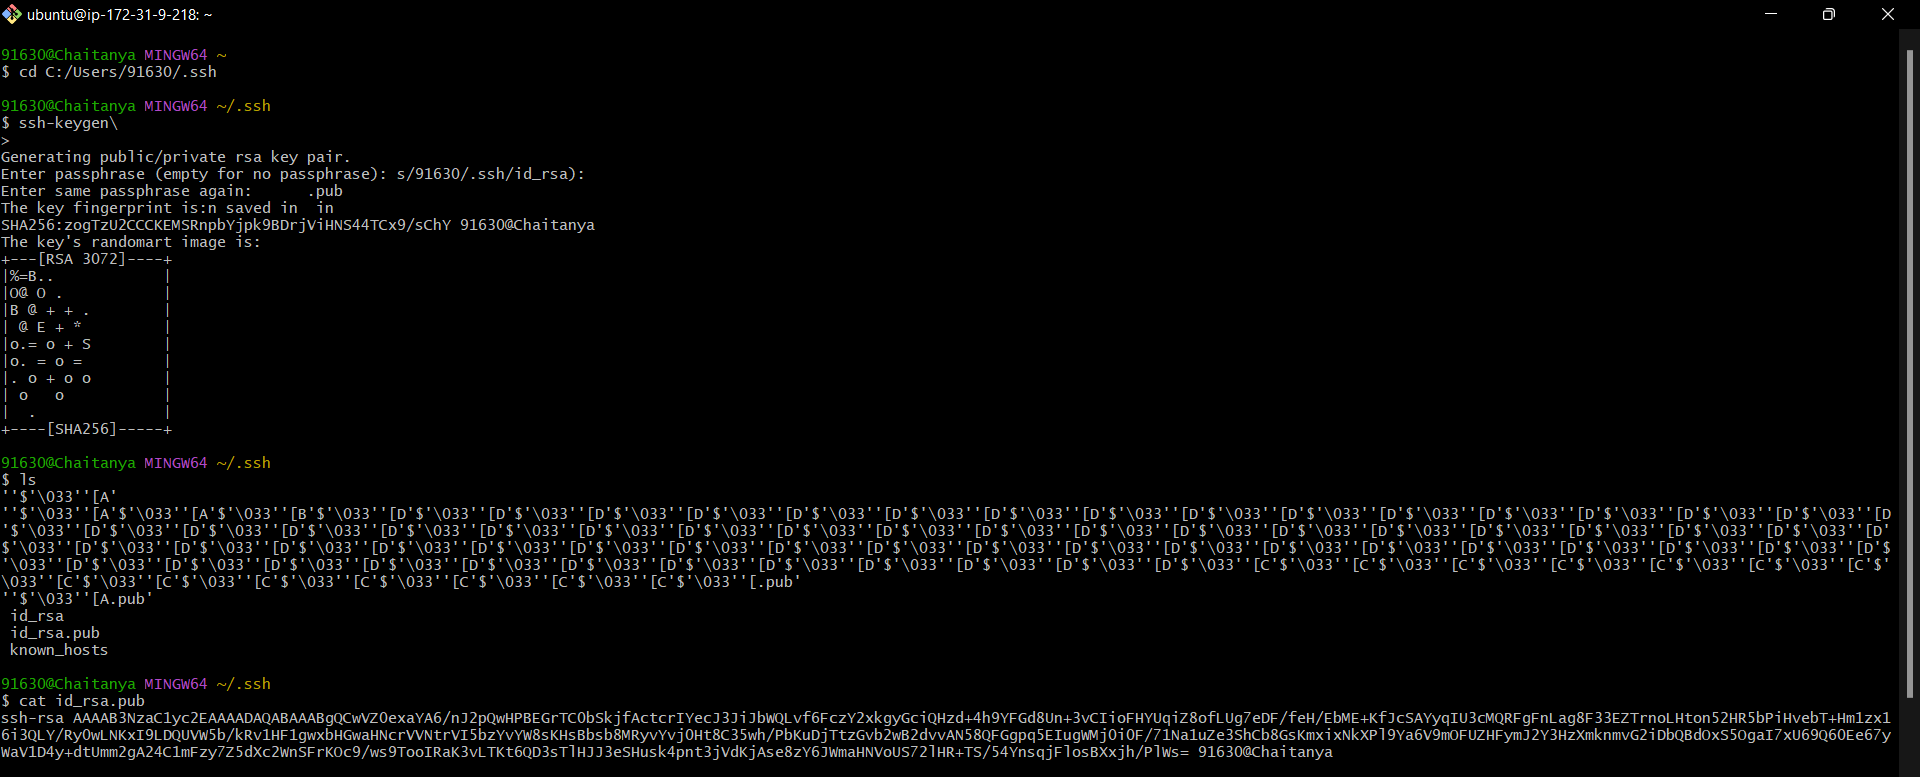 ubuntu@ip-172-31-9-218: ~
91630@Chaitanya MINGW64 ~
$ cd C:/Users/91630/.ssh
91630@Chaitanya MINGW64 ~/.ssh
$ ssh-keygen\
>
Generating public/private rsa key pair.
Enter passphrase (empty for no passphrase): s/91630/.ssh/id_rsa):
Enter same passphrase again:      .pub
The key fingerprint is:n saved in  in
SHA256:zogTzU2CCCKEMSRnpbYjpk9BDrjViHNS44TCx9/sChY 91630@Chaitanya
The key's randomart image is:
+---[RSA 3072]----+
|%=B..            |
|O@ O .           |
|B @ + + .        |
| @ E + *         |
|o.= o + S        |
|o. = o =         |
|. o + o o        |
| o   o           |
|  .              |
+----[SHA256]-----+
91630@Chaitanya MINGW64 ~/.ssh
$ ls
''$'\033''[A'
''$'\033''[A'$'\033''[A'$'\033''[B'$'\033''[D'$'\033''[D'$'\033''[D'$'\033''[D'$'\033''[D'$'\033''[D'$'\033''[D'$'\033''[D'$'\033''[D'$'\033''[D'$'\033''[D'$'\033''[D'$'\033''[D'$'\033''[D'$'\033''[D'$'\033''[D
'$'\033''[D'$'\033''[D'$'\033''[D'$'\033''[D'$'\033''[D'$'\033''[D'$'\033''[D'$'\033''[D'$'\033''[D'$'\033''[D'$'\033''[D'$'\033''[D'$'\033''[D'$'\033''[D'$'\033''[D'$'\033''[D'$'\033''[D'$'\033''[D'$'\033''[D'
$'\033''[D'$'\033''[D'$'\033''[D'$'\033''[D'$'\033''[D'$'\033''[D'$'\033''[D'$'\033''[D'$'\033''[D'$'\033''[D'$'\033''[D'$'\033''[D'$'\033''[D'$'\033''[D'$'\033''[D'$'\033''[D'$'\033''[D'$'\033''[D'$'\033''[D'$
'\033''[D'$'\033''[D'$'\033''[D'$'\033''[D'$'\033''[D'$'\033''[D'$'\033''[D'$'\033''[D'$'\033''[D'$'\033''[D'$'\033''[D'$'\033''[D'$'\033''[C'$'\033''[C'$'\033''[C'$'\033''[C'$'\033''[C'$'\033''[C'$'\033''[C'$'
\033''[C'$'\033''[C'$'\033''[C'$'\033''[C'$'\033''[C'$'\033''[C'$'\033''[C'$'\033''[.pub'
''$'\033''[A.pub'
id_rsa
id_rsa.pub
known_hosts
91630@Chaitanya MINGW64 ~/.ssh
$ cat id_rsa.pub
ssh-rsa AAAAB3NzaC1yc2EAAAADAQABAAABgQCwVZ0exaYA6/nJ2pQwHPBEGrTC0bSkjfActcrIYecJ3JiJbWQLvf6FczY2xkgyGciQHzd+4h9YFGd8Un+3vCIioFHYUqiZ8ofLUg7eDF/feH/EbME+KfJcSAYyqIU3cMQRFgFnLag8F33EZTrnoLHton52HR5bPiHvebT+Hm1zx1
6i3QLY/Ry0wLNKxI9LDQUVW5b/kRv1HF1gwxbHGwaHNcrVVNtrVI5bzYvYW8sKHsBbsb8MRyvYvjOHt8C35wh/PbKuDjTtzGvb2wB2dvvAN58QFGgpq5EIugWMjOiOF/71Na1uZe3ShCb8GsKmxixNkXPl9Ya6V9mOFUZHFymJ2Y3HzXmknmvG2iDbQBdOxS5OgaI7xU69Q6OEe67y
WaV1D4y+dtUmm2gA24C1mFzy7Z5dXc2WnSFrKOc9/ws9TooIRaK3vLTKt6QD3sTlHJJ3eSHusk4pnt3jVdKjAse8zY6JWmaHNVoUS72lHR+TS/54YnsqjFlosBXxjh/PlWs= 91630@Chaitanya